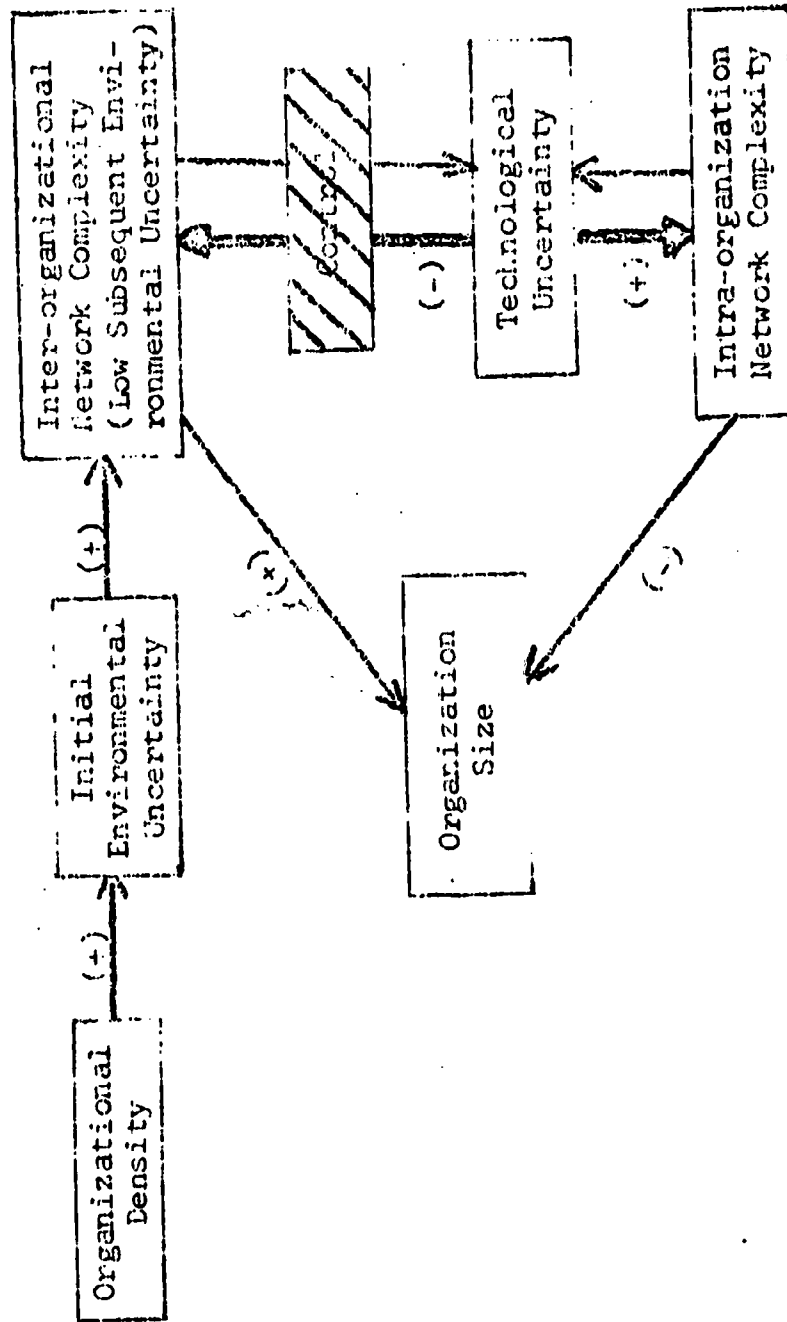 Organizational
Density
(+)
Initial
Environmental
Uncertainty
(+)
Inter-organizational
Network Complexity
(Low Subsequent Envi-
ronmental Uncertainty)
(+)
Control
(-)
Organization
Size
Technological
Uncertainty
(-)
(+)
Intra-organization
Network Complexity